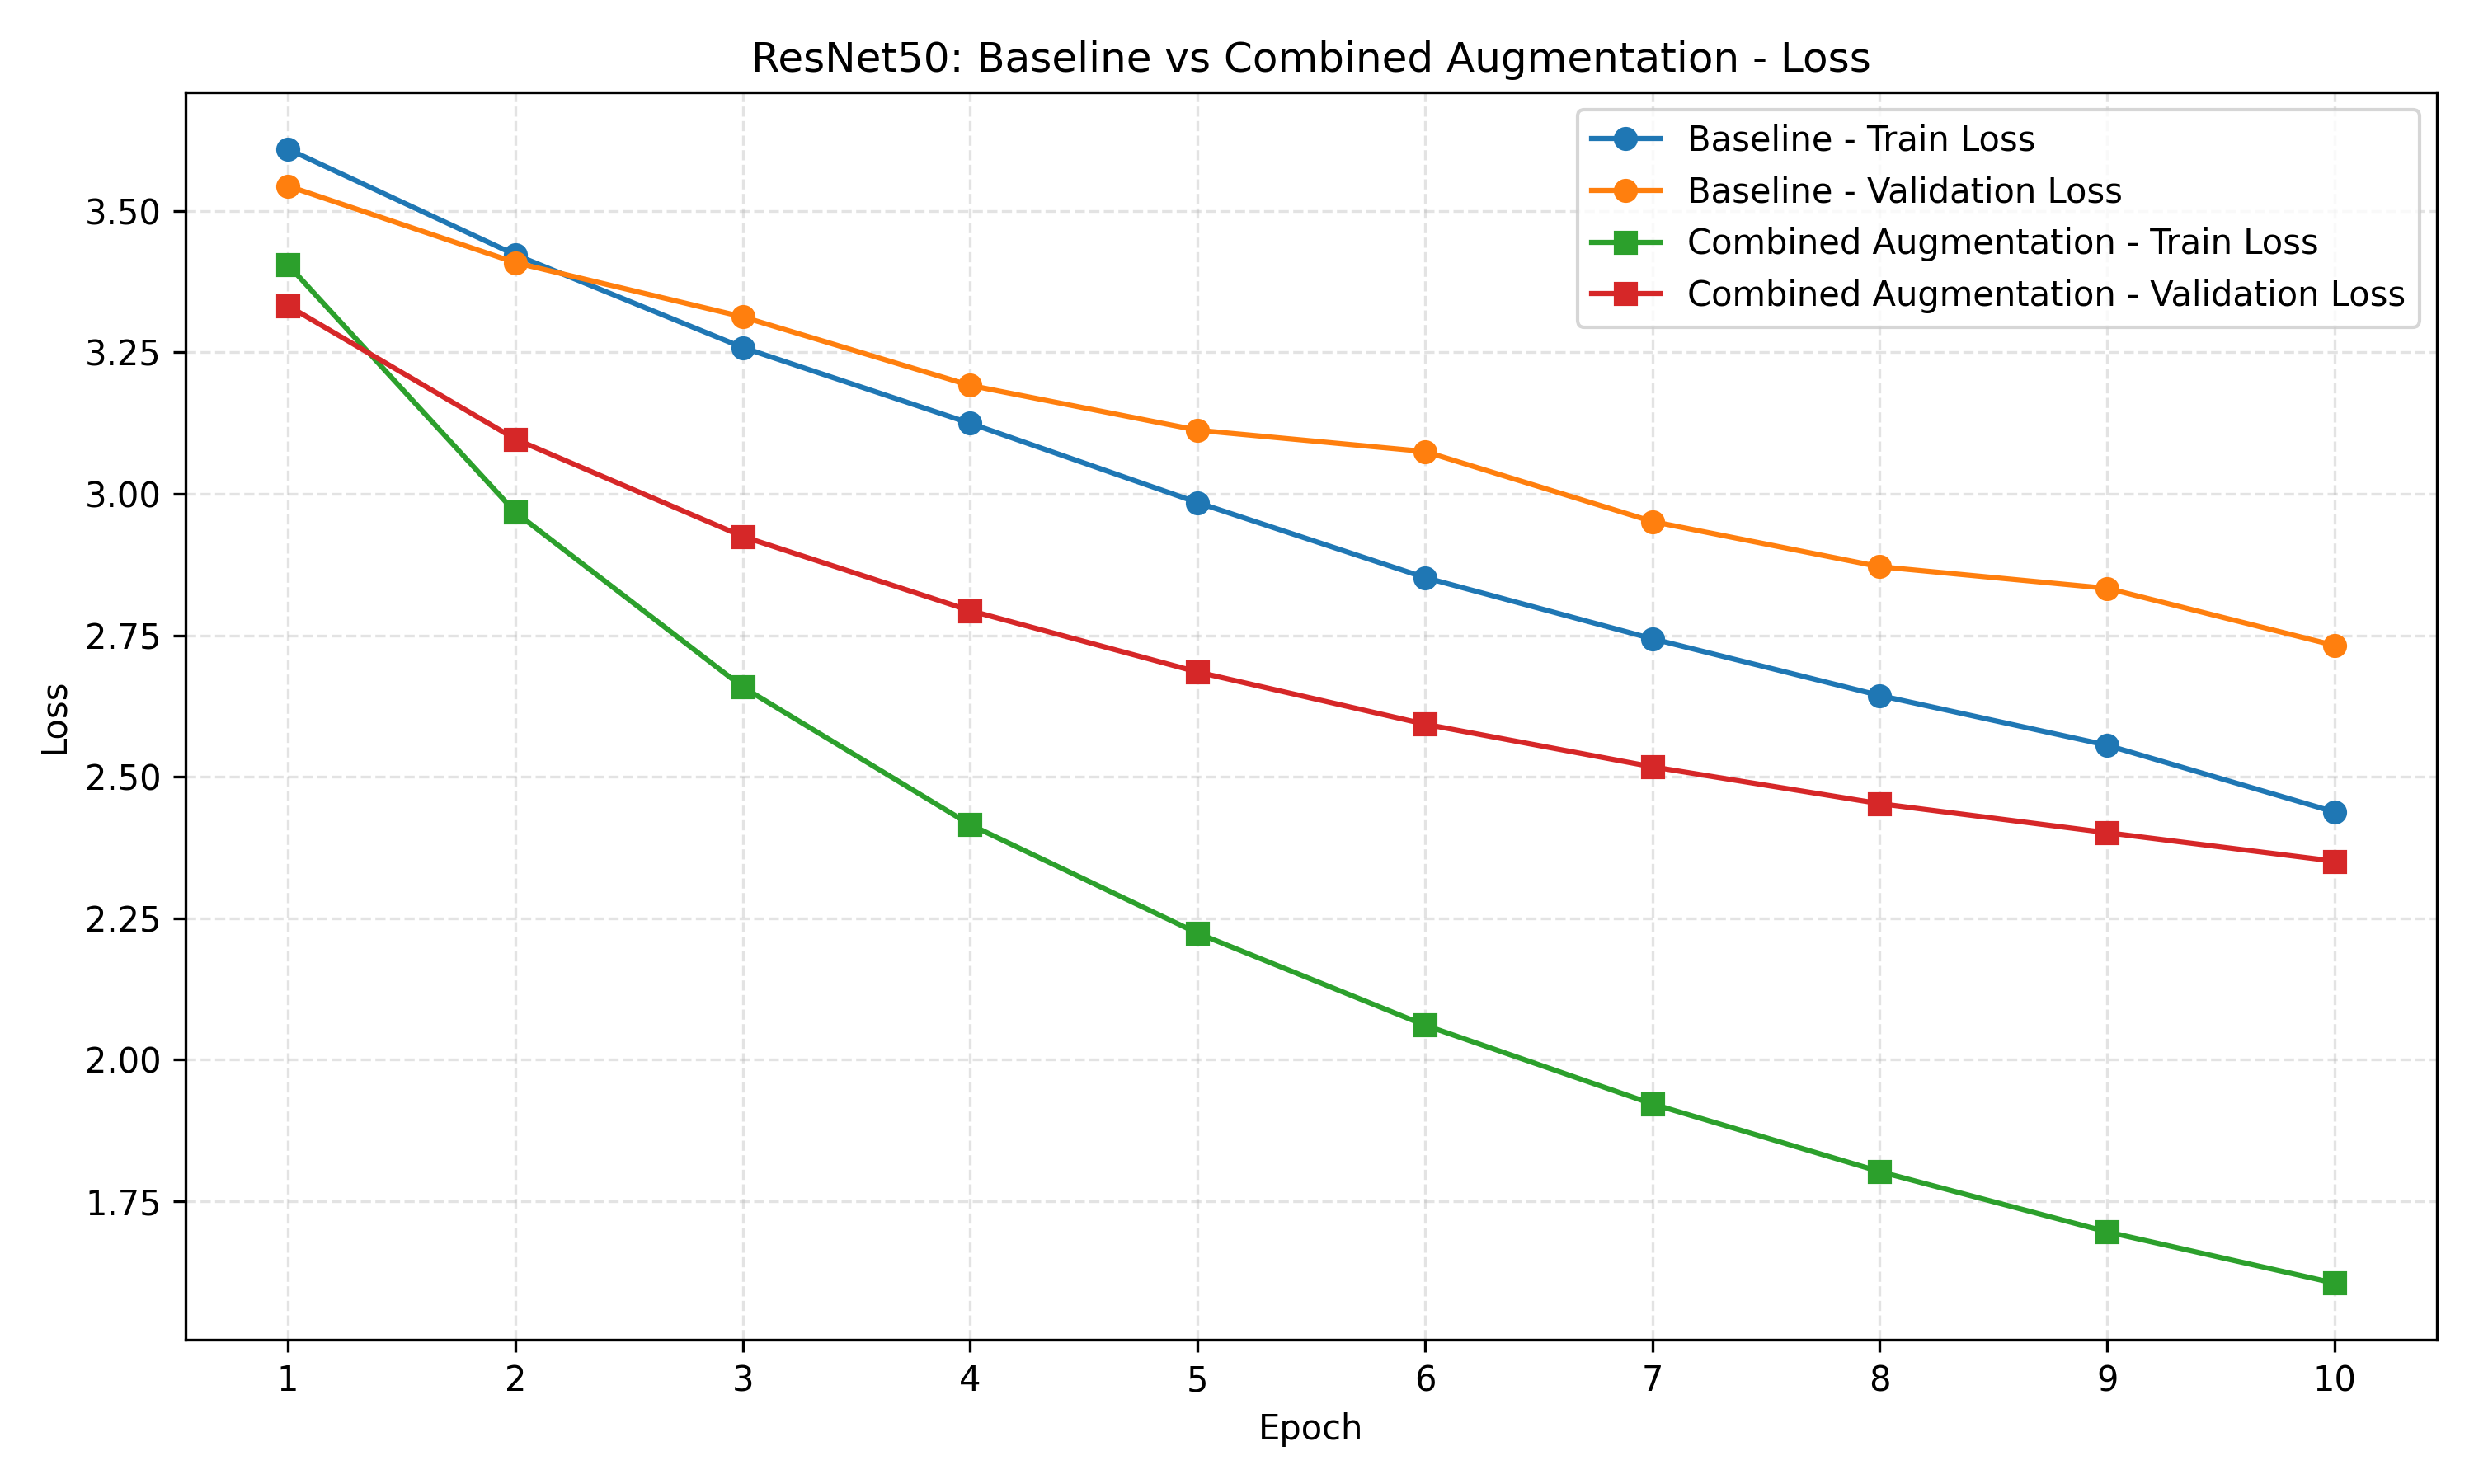 ResNet50: Baseline vs Combined Augmentation - Loss
Baseline - Train Loss
Baseline - Validation Loss
Combined Augmentation - Train Loss
Combined Augmentation - Validation Loss
3.50
3.25
3.00
2.75
2.50
2.25
2.00
1.75
Loss
1 2 3 4 5 6 7 8 9 10
Epoch